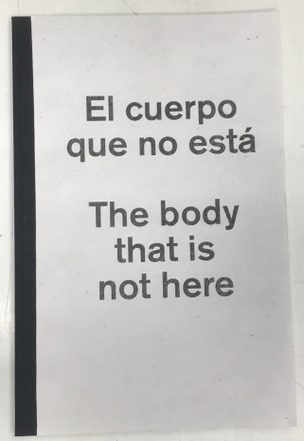 El cuerpo
que no está
The body
that is
not here